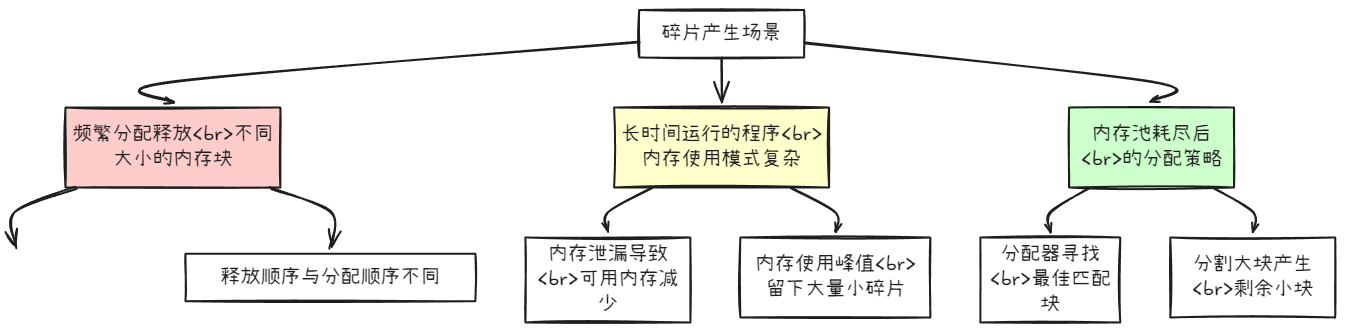 碎片产生场景
频繁分配释放<br>不同
大小的内存块
长时间运行的程序<br>
内存使用模式复杂
内存池耗尽后
<br>的分配策略
释放顺序与分配顺序不同
内存泄漏导致
<br>可用内存减
少
内存使用峰值<br>
留下大量小碎片
分配器寻找
<br>最佳匹配
块
分割大块产生
<br>剩余小块